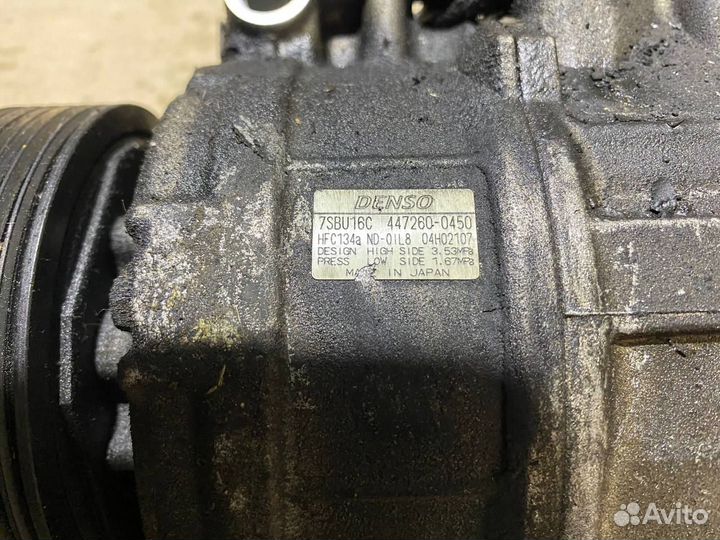 DENSO
7SBU16C 447260-0450
HFC134a ND-OIL8 04H02107
DESIGN HIGH SIDE 3.53MPa
PRESS LOW SIDE 1.67MPa
MADE IN JAPAN
Avito